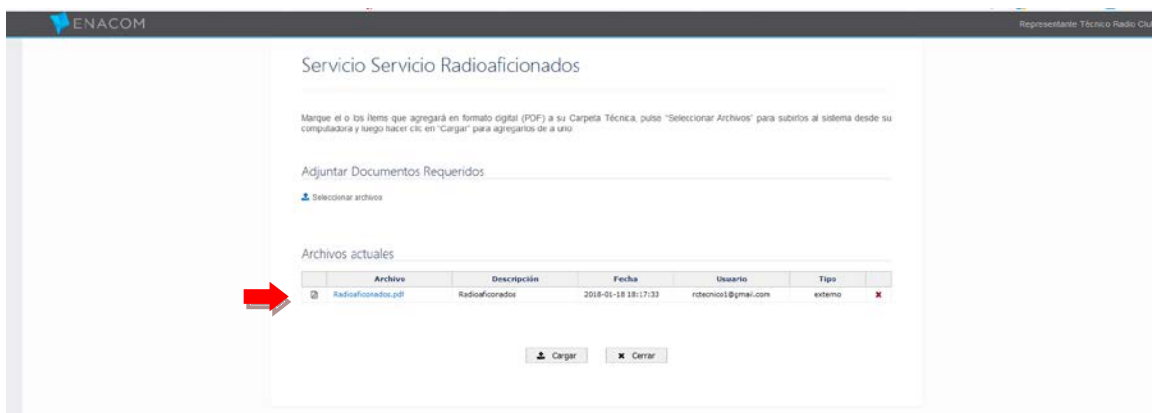 ENACOM
Representante Técnico Radio Clu
Servicio Servicio Radioaficionados
Marque el o los ítems que agregará en formato digital (PDF) a su Carpeta Técnica, pulse "Seleccionar Archivos" para subirlos al sistema desde su
computadora y luego hacer clic en "Cargar" para agregarlos de a uno:
Adjuntar Documentos Requeridos
Seleccionar archivos
Archivos actuales
Archivo Descripción Fecha Usuario Tipo
Radioaficonados.pdf Radioaficonados 2018-01-18 18:17:33 rctecnico1@gmail.com externo
Cargar Cerrar